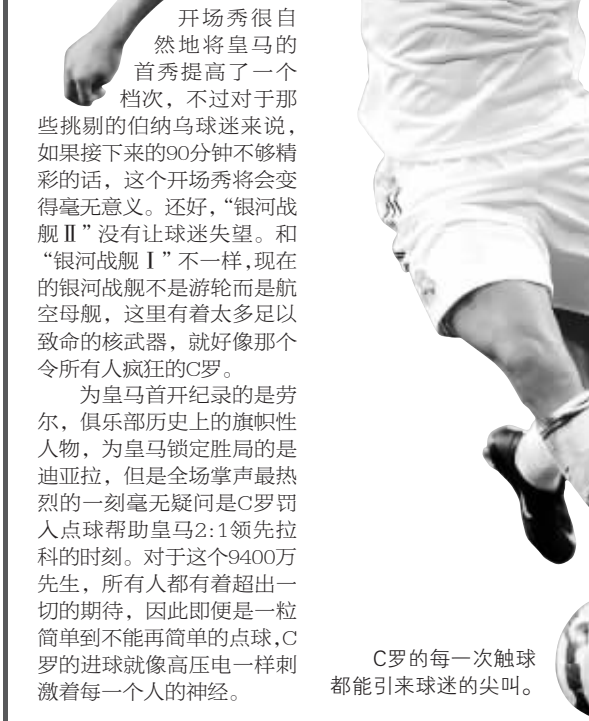 开场秀很自
然地将皇马的
首秀提高了一个
档次，不过对于那
些挑剔的伯纳乌球迷来说，
如果接下来的90分钟不够精
彩的话，这个开场秀将会变
得毫无意义。还好，“银河战
舰Ⅱ”没有让球迷失望。和
“银河战舰Ⅰ”不一样，现在
的银河战舰不是游轮而是航
空母舰，这里有着太多足以
致命的核武器，就好像那个
令所有人疯狂的C罗。
为皇马首开纪录的是劳
尔，俱乐部历史上的旗帜性
人物，为皇马锁定胜局的是
迪亚拉，但是全场掌声最热
烈的一刻毫无疑问是C罗罚
入点球帮助皇马2:1领先拉
科的时刻。对于这个9400万
先生，所有人都有着超出一
切的期待，因此即便是一粒
简单到不能再简单的点球，C
罗的进球就像高压电一样刺
激着每一个人的神经。
C罗的每一次触球
都能引来球迷的尖叫。